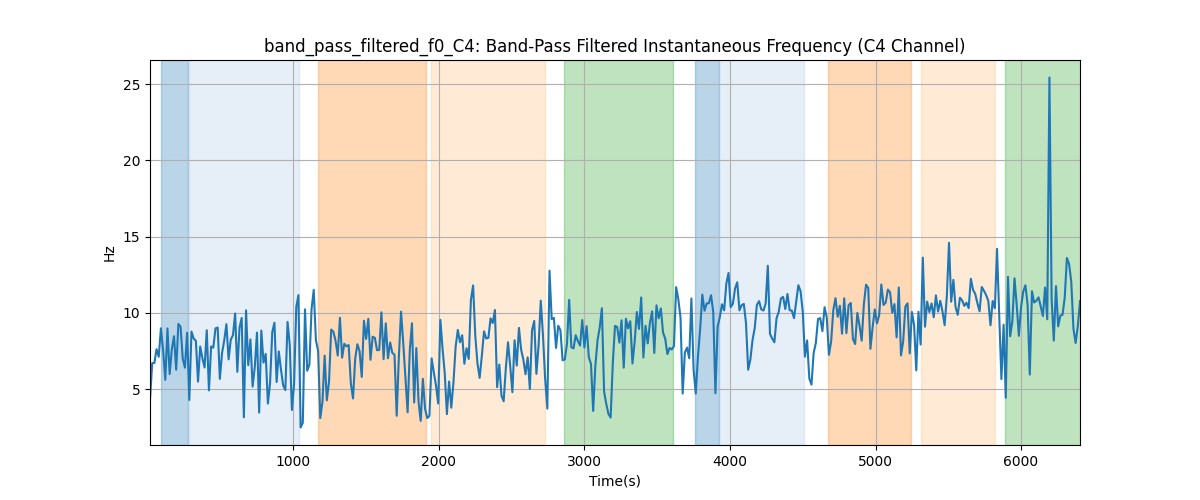 band_pass_filtered_f0_C4: Band-Pass Filtered Instantaneous Frequency (C4 Channel)
25
20
15
10
5
Hz
1000 2000 3000 4000 5000 6000
Time(s)